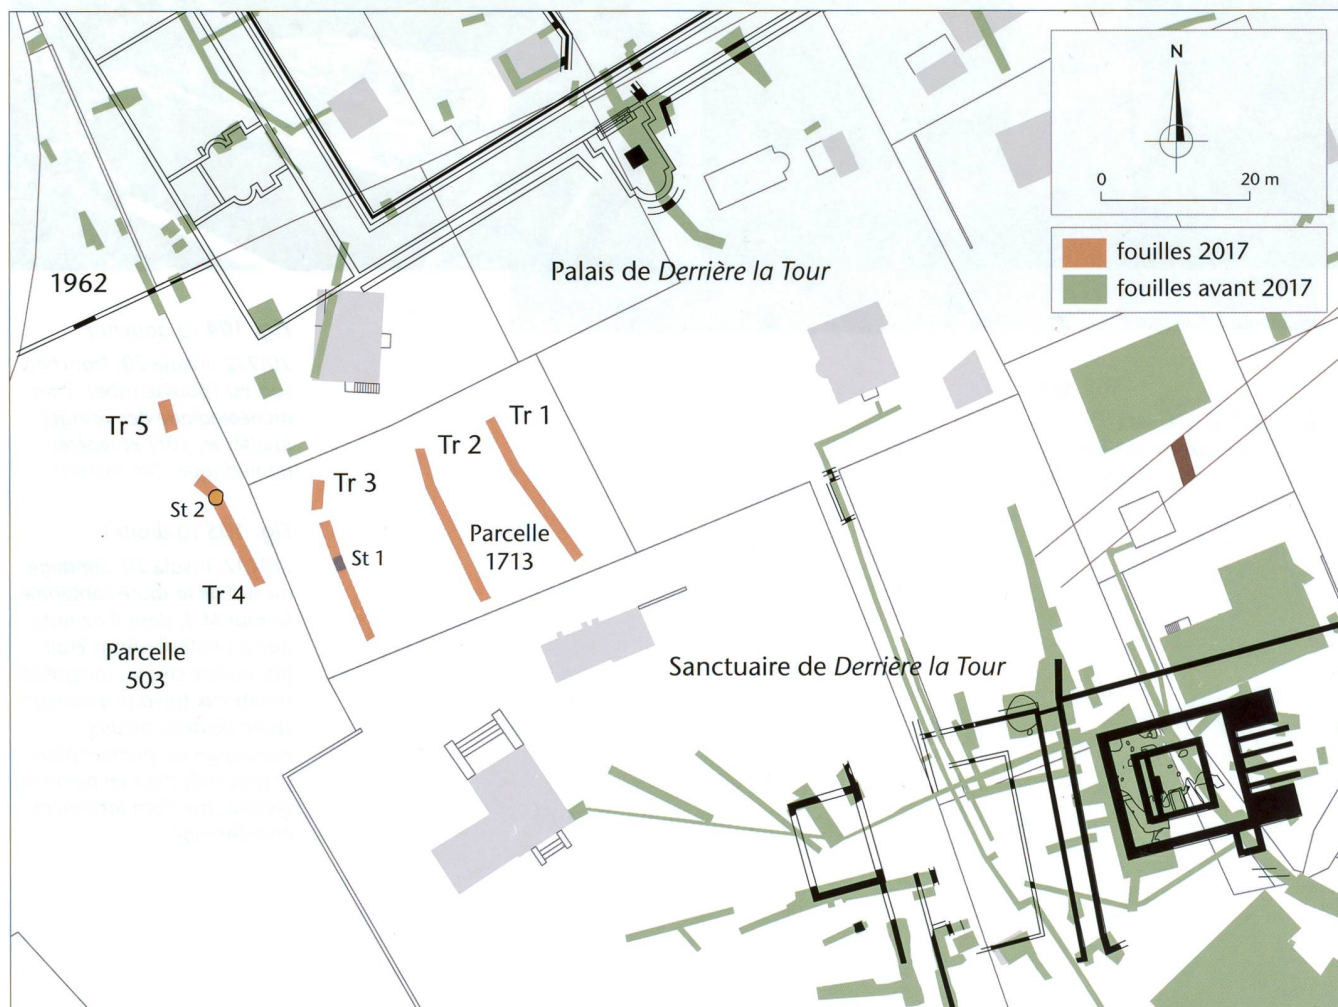 N
0 20 m
fouilles 2017
fouilles avant 2017
Palais de Derrière la Tour
1962
Tr 5
Tr 1
Tr 2
Tr 3
St 2
St 1
Parcelle
1713
Tr 4
Parcelle
503
Sanctuaire de Derrière la Tour